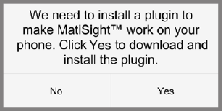 We need to install a plugin to
make MatiSight™ work on your
phone. Click Yes to download and
install the plugin.
No
Yes